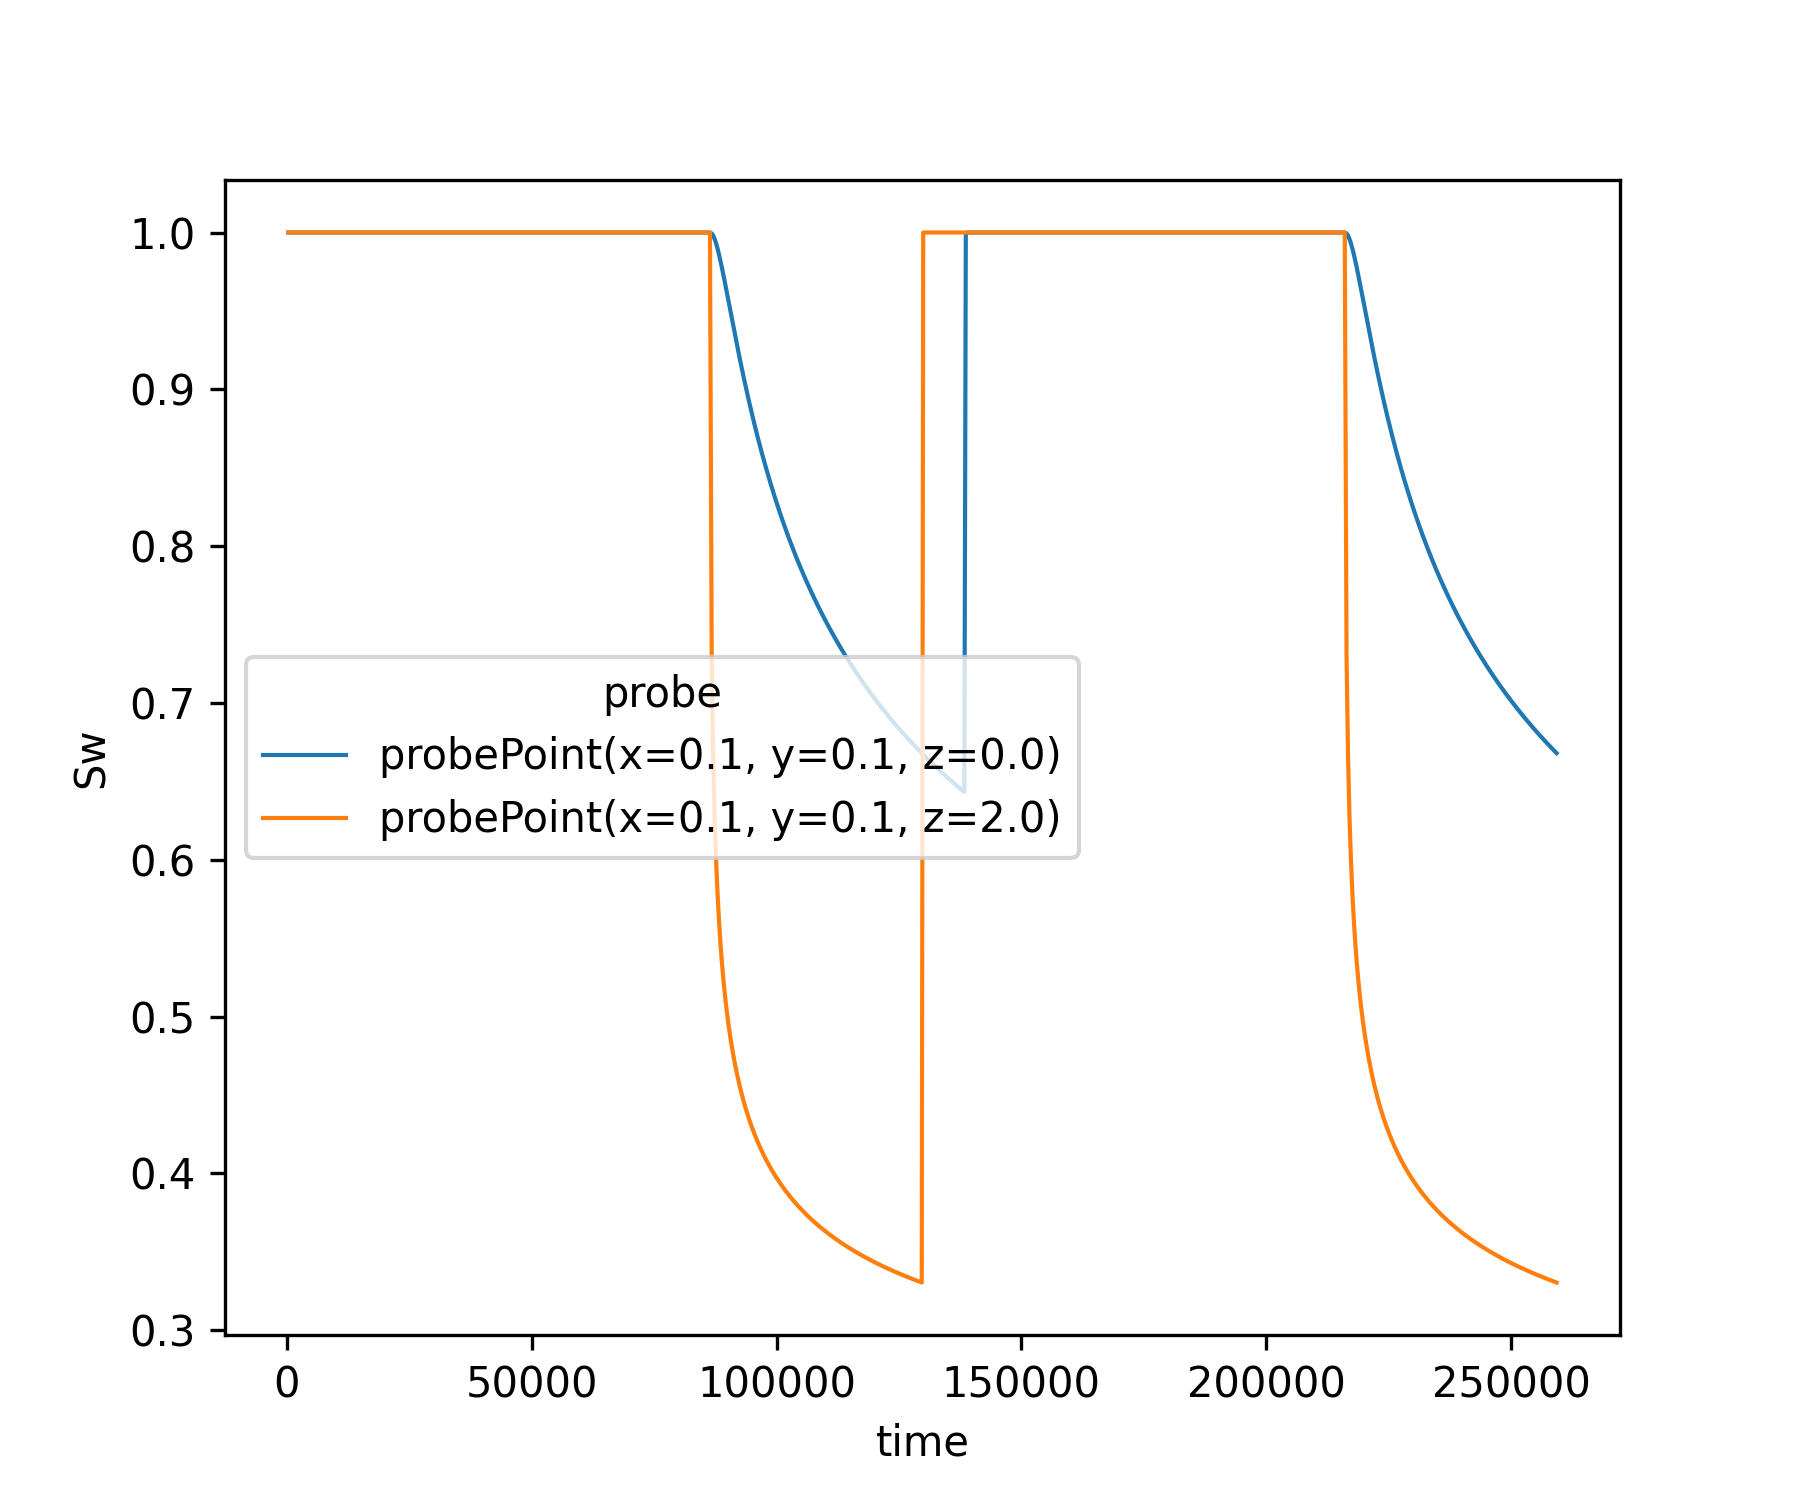 1.0
0.9
0.8
0.7
0.6
0.5
0.4
0.3
Sw
probe
probePoint(x=0.1, y=0.1, z=0.0)
probePoint(x=0.1, y=0.1, z=2.0)
0 50000 100000 150000 200000 250000
time